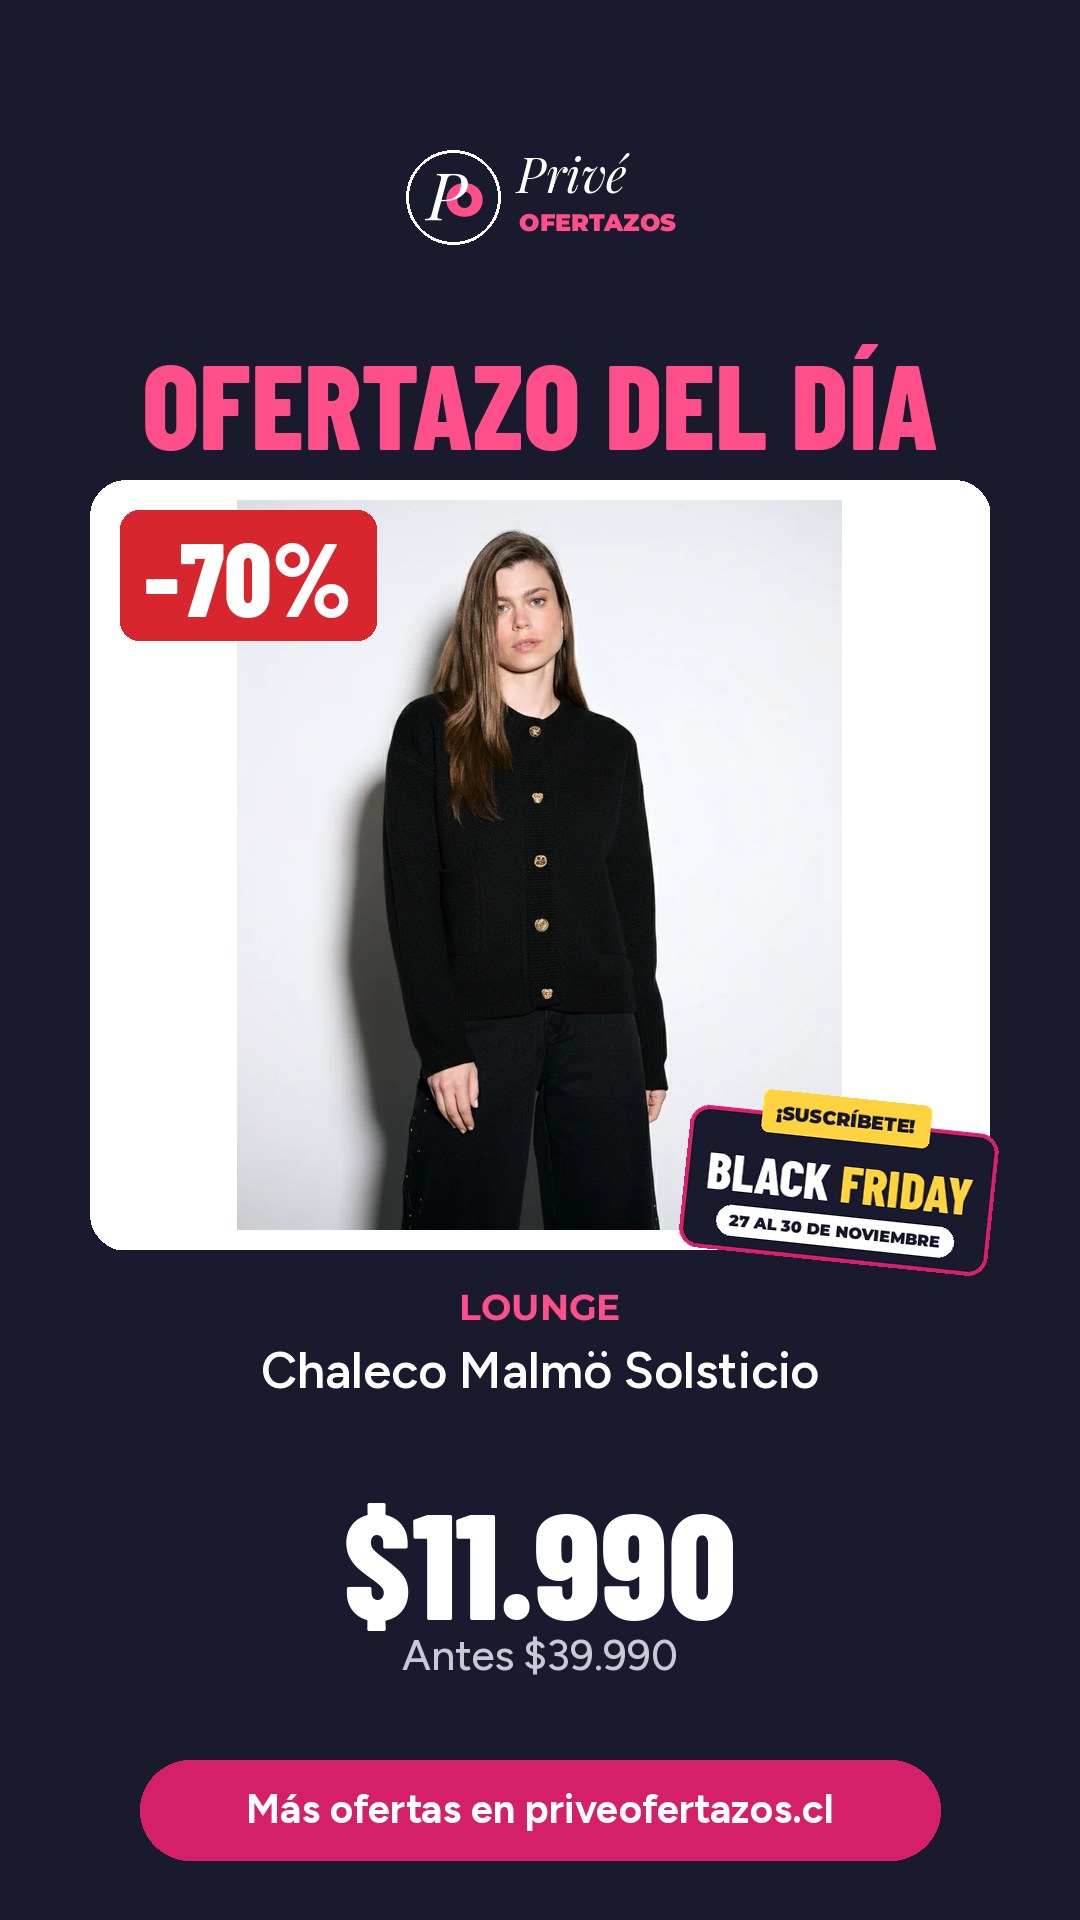 PO
Privé
OFERTAZOS
OFERTAZO DEL DÍA
-70%
¡SUSCRÍBETE!
BLACK FRIDAY
27 AL 30 DE NOVIEMBRE
LOUNGE
Chaleco Malmö Solsticio
$11.990
Antes $39.990
Más ofertas en priveofertazos.cl